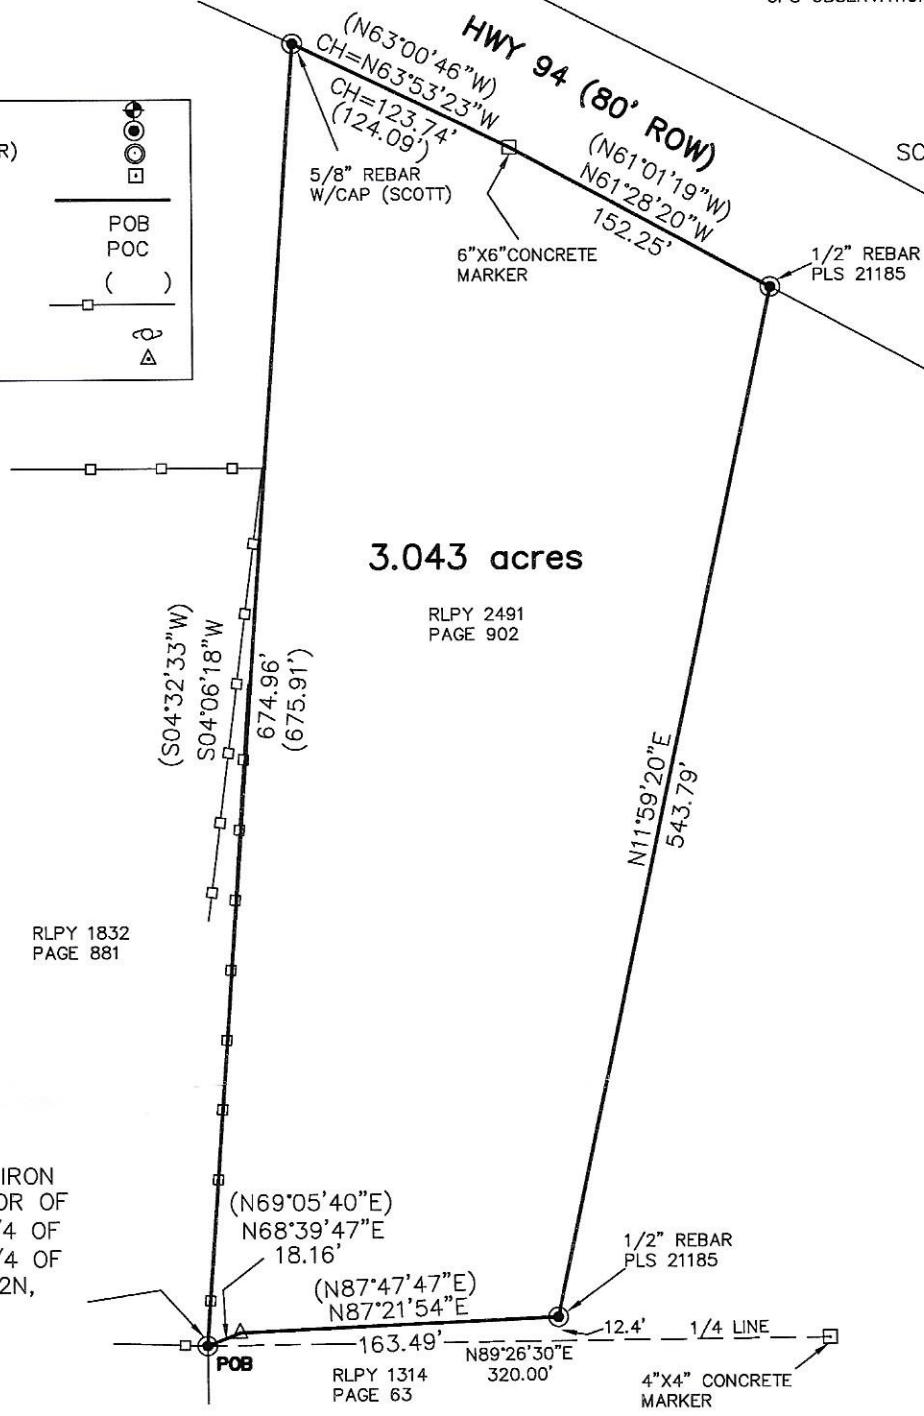 HWY 94 (80' ROW)
(N63°00'46"W)
CH=N63°53'23"W
CH=123.74'
(124.09')
(N61°01'19"W)
N61°28'20"W
152.25'
R)
SC
5/8" REBAR
W/CAP (SCOTT)
6"X6"CONCRETE
MARKER
1/2" REBAR
PLS 21185
POB
POC
( )
3.043 acres
RLPY 2491
PAGE 902
(S04°32'33"W)
S04°06'18"W
674.96'
(675.91')
N11°59'20"E
543.79'
RLPY 1832
PAGE 881
IRON
OR OF
/4 OF
/4 OF
2N,
(N69°05'40"E)
N68°39'47"E
18.16'
(N87°47'47"E)
N87°21'54"E
163.49'
1/2" REBAR
PLS 21185
12.4'
1/4 LINE
N89°26'30"E
320.00'
POB
RLPY 1314
PAGE 63
4"X4" CONCRETE
MARKER